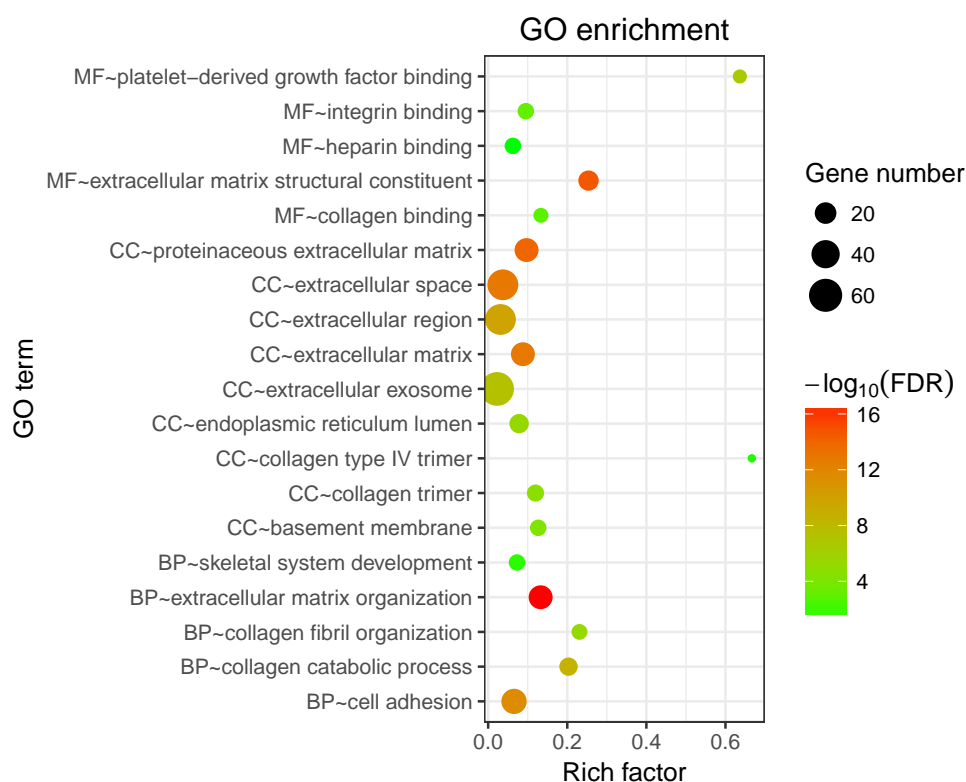 GO enrichment
MF~platelet−derived growth factor binding
MF~integrin binding
MF~heparin binding
MF~extracellular matrix structural constituent
MF~collagen binding
CC~proteinaceous extracellular matrix
CC~extracellular space
CC~extracellular region
CC~extracellular matrix
CC~extracellular exosome
CC~endoplasmic reticulum lumen
CC~collagen type IV trimer
CC~collagen trimer
CC~basement membrane
BP~skeletal system development
BP~extracellular matrix organization
BP~collagen fibril organization
BP~collagen catabolic process
BP~cell adhesion
GO term
0.0 0.2 0.4 0.6
Rich factor
Gene number
20
40
60
−log₁₀(FDR)
16
12
8
4